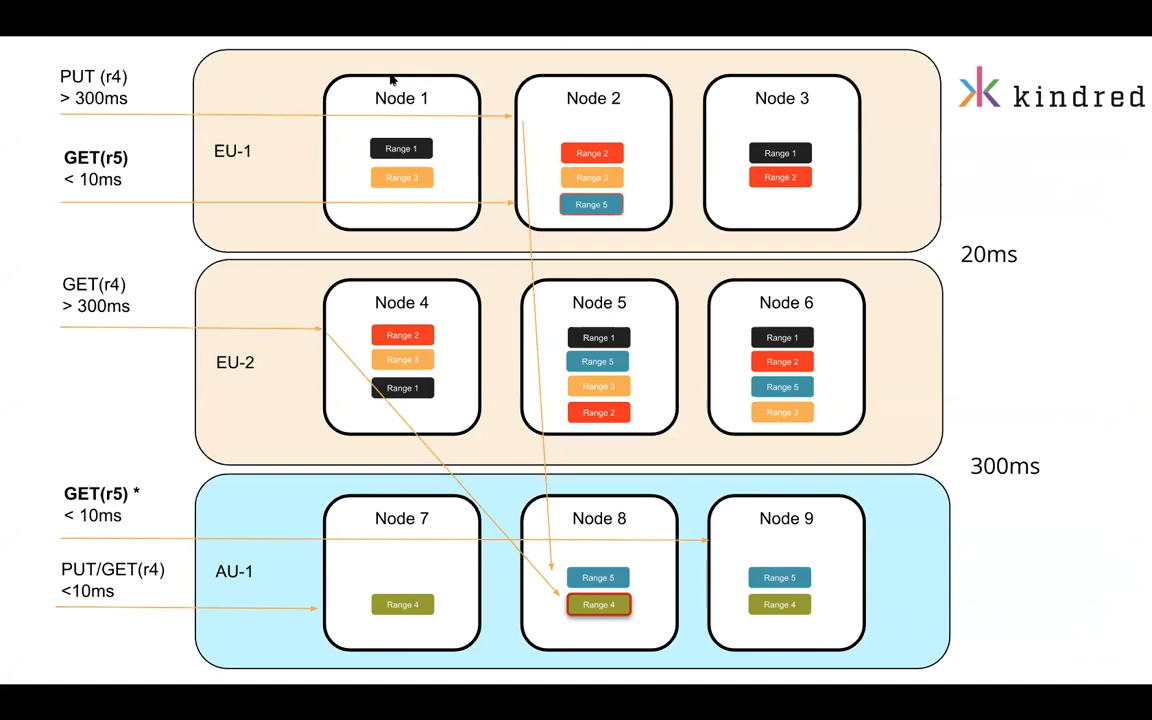 PUT (r4)
> 300ms
GET(r5)
< 10ms
EU-1
Node 1
Range 1
Range 3
Node 2
Range 2
Range 3
Range 5
Node 3
Range 1
Range 2
kindred
20ms
GET(r4)
> 300ms
EU-2
Node 4
Range 2
Range 3
Range 1
Node 5
Range 1
Range 5
Range 3
Range 2
Node 6
Range 1
Range 2
Range 5
Range 3
300ms
GET(r5) *
< 10ms
PUT/GET(r4)
<10ms
AU-1
Node 7
Range 4
Node 8
Range 5
Range 4
Node 9
Range 5
Range 4